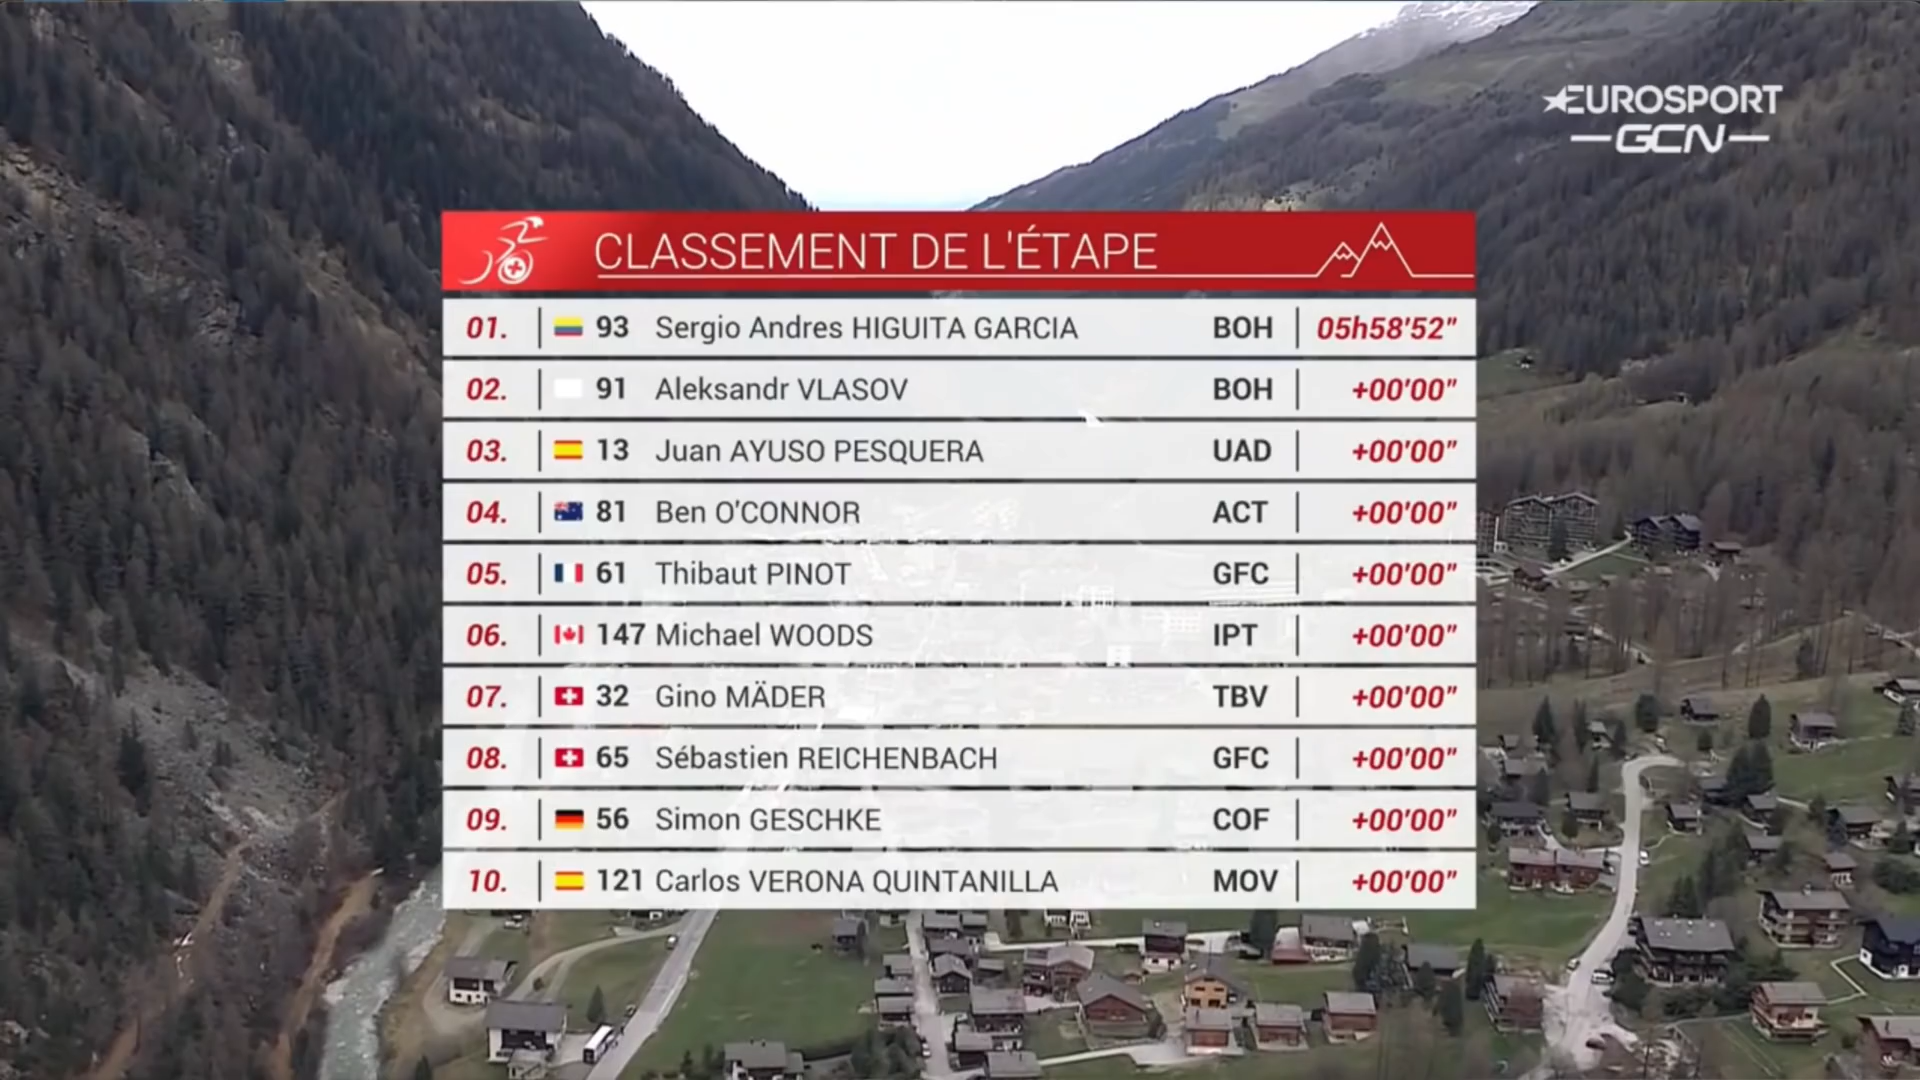 EUROSPORT
GCN
CLASSEMENT DE L'ÉTAPE
01. 93 Sergio Andres HIGUITA GARCIA BOH 05h58'52"
02. 91 Aleksandr VLASOV BOH +00'00"
03. 13 Juan AYUSO PESQUERA UAD +00'00"
04. 81 Ben O'CONNOR ACT +00'00"
05. 61 Thibaut PINOT GFC +00'00"
06. 147 Michael WOODS IPT +00'00"
07. 32 Gino MÄDER TBV +00'00"
08. 65 Sébastien REICHENBACH GFC +00'00"
09. 56 Simon GESCHKE COF +00'00"
10. 121 Carlos VERONA QUINTANILLA MOV +00'00"